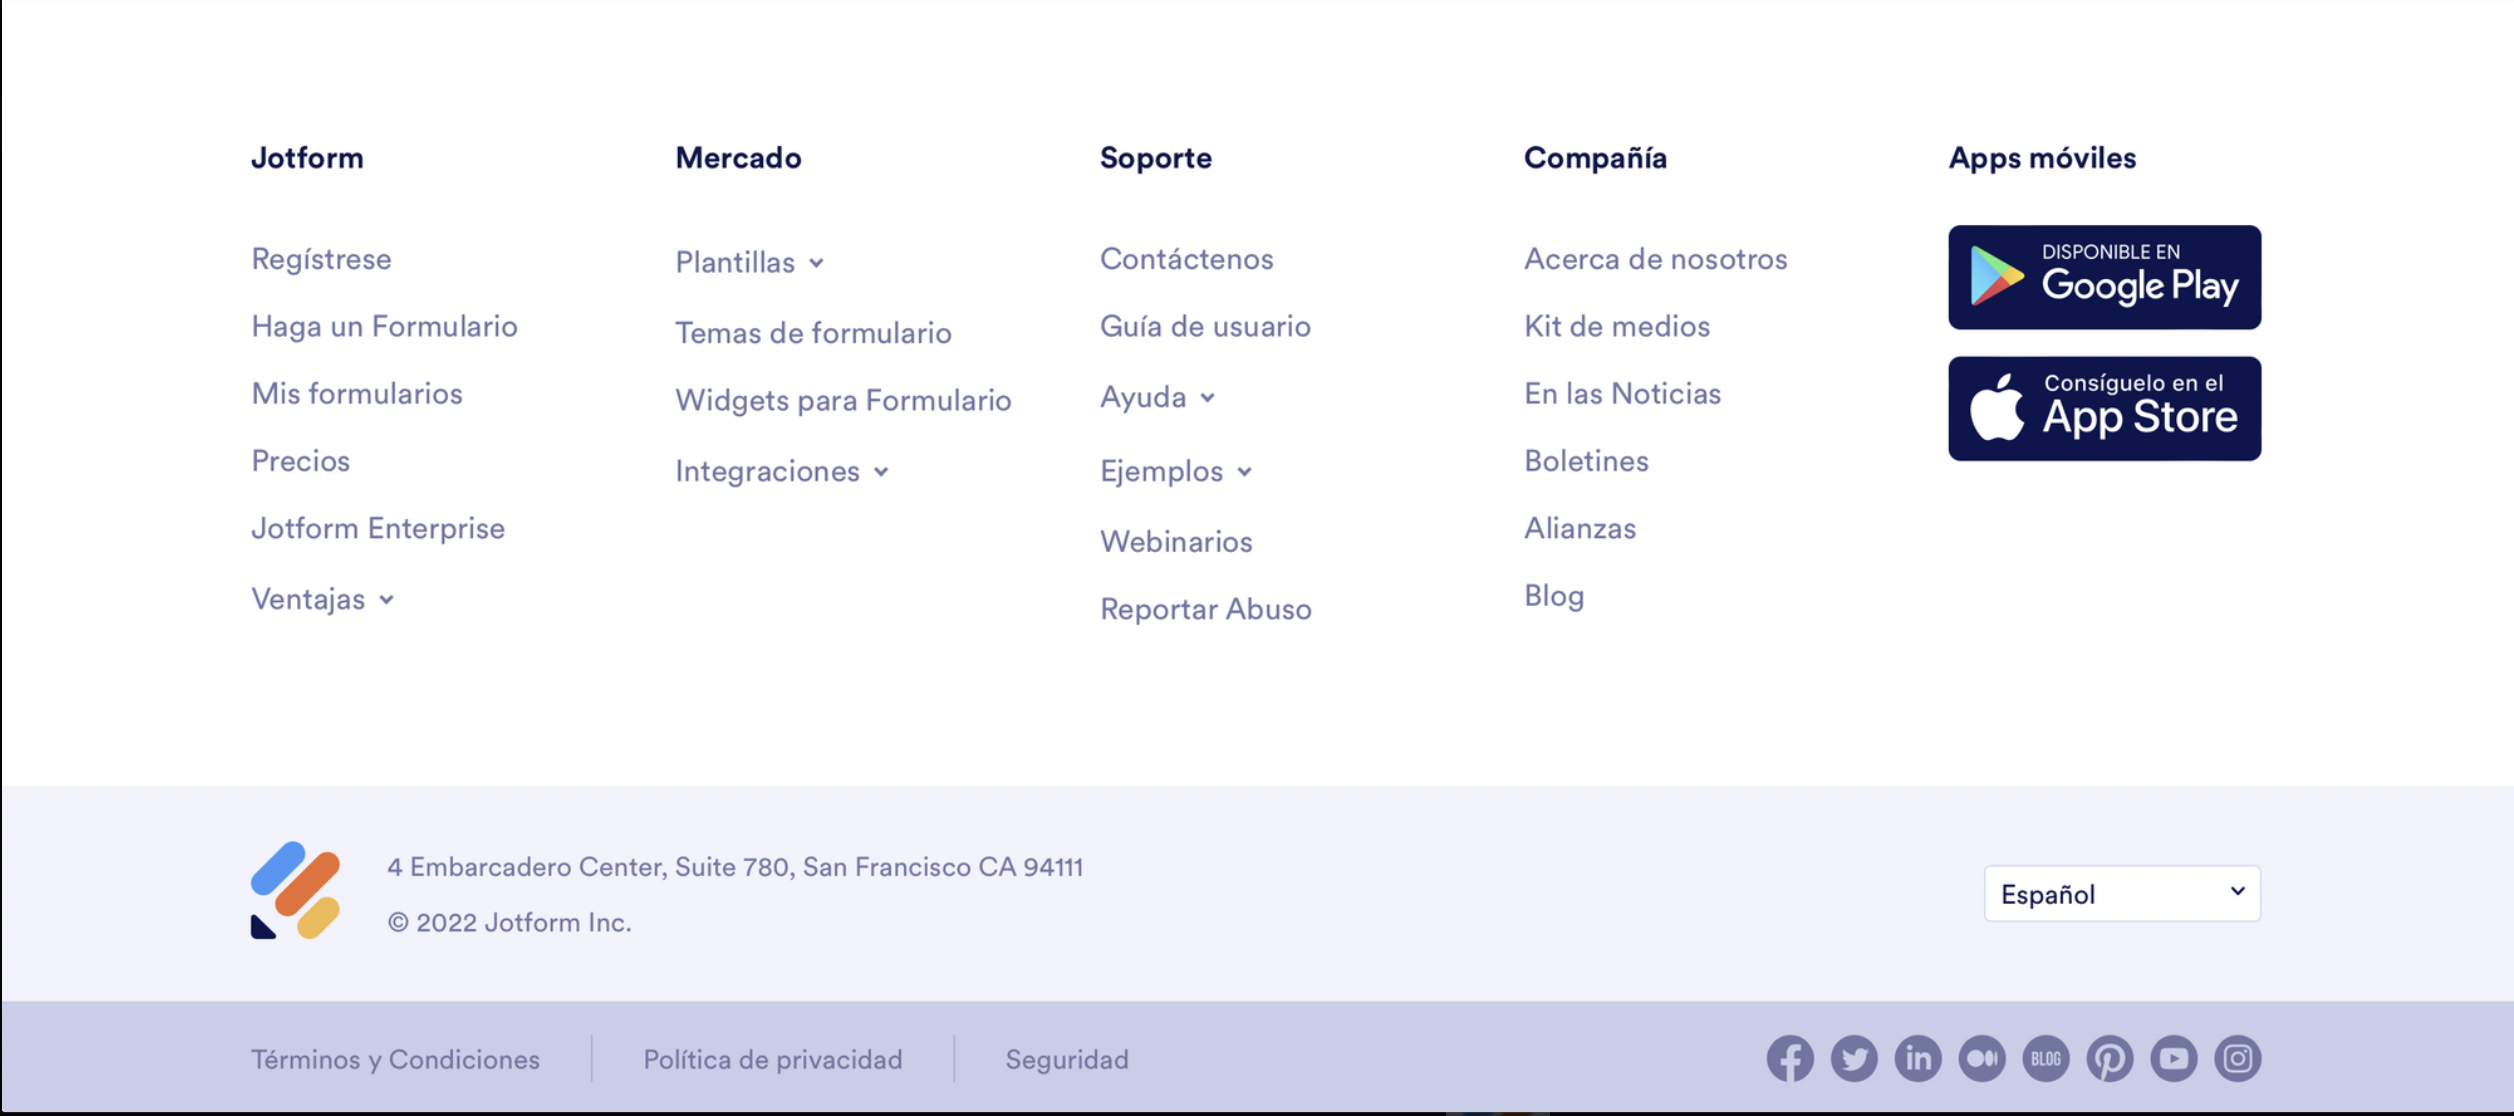 Jotform
Regístrese
Haga un Formulario
Mis formularios
Precios
Jotform Enterprise
Ventajas
Mercado
Plantillas
Temas de formulario
Widgets para Formulario
Integraciones
Soporte
Contáctenos
Guía de usuario
Ayuda
Ejemplos
Webinarios
Reportar Abuso
Compañía
Acerca de nosotros
Kit de medios
En las Noticias
Boletines
Alianzas
Blog
Apps móviles
DISPONIBLE EN
Google Play
Consíguelo en el
App Store
4 Embarcadero Center, Suite 780, San Francisco CA 94111
© 2022 Jotform Inc.
Español
Términos y Condiciones
Política de privacidad
Seguridad
BLOG